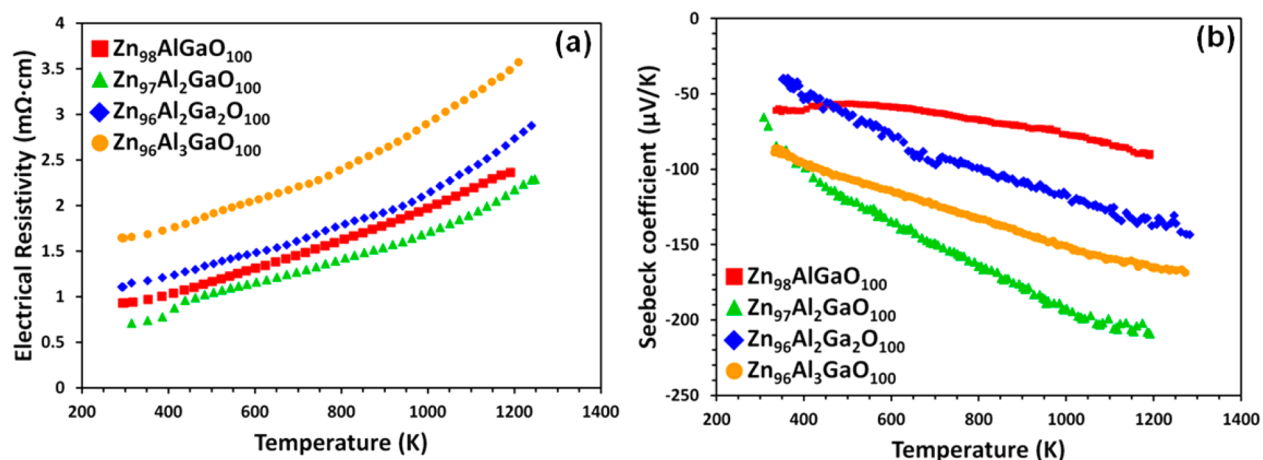 (a)
Electrical Resistivity (mΩ·cm)
4
3.5
3
2.5
2
1.5
1
0.5
0
Zn₉₈AlGaO₁₀₀
Zn₉₇Al₂GaO₁₀₀
Zn₉₆Al₂Ga₂O₁₀₀
Zn₉₆Al₃GaO₁₀₀
200 400 600 800 1000 1200 1400
Temperature (K)
(b)
Seebeck coefficient (µV/K)
0
-50
-100
-150
-200
-250
Zn₉₈AlGaO₁₀₀
Zn₉₇Al₂GaO₁₀₀
Zn₉₆Al₂Ga₂O₁₀₀
Zn₉₆Al₃GaO₁₀₀
200 400 600 800 1000 1200 1400
Temperature (K)